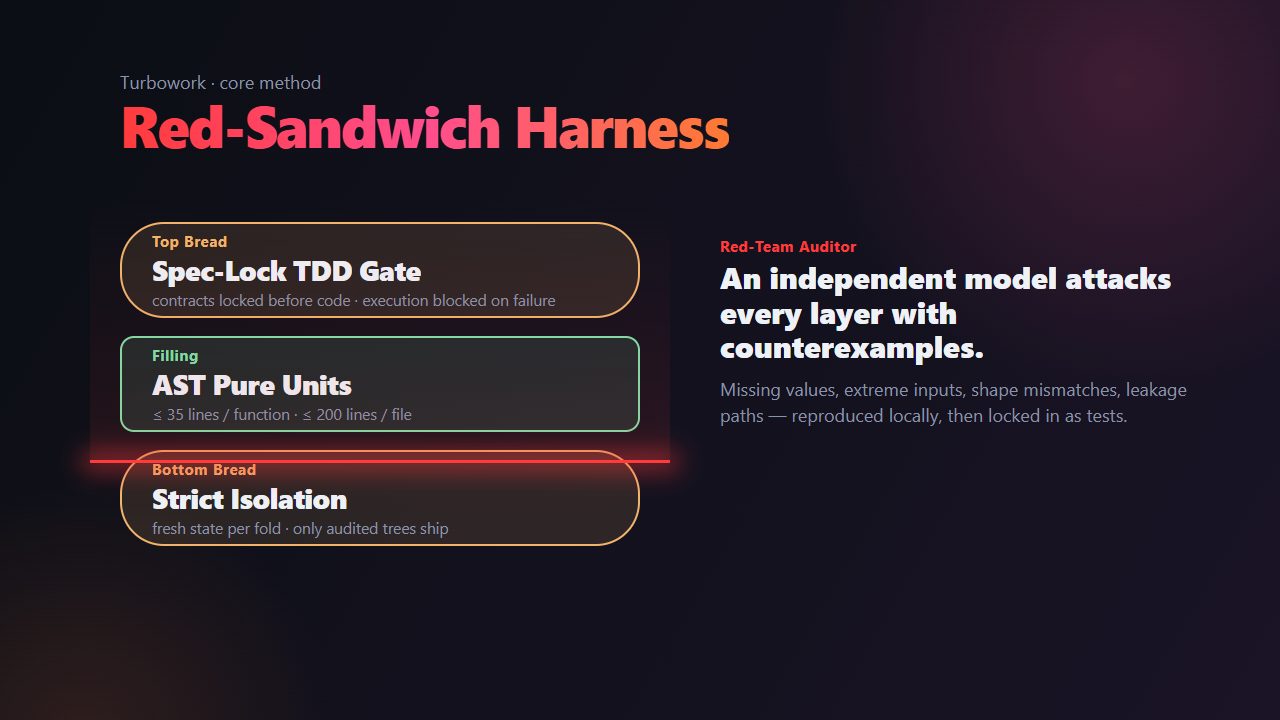 Turbowork · core method
Red-Sandwich Harness
Top Bread
Spec-Lock TDD Gate
contracts locked before code · execution blocked on failure
Filling
AST Pure Units
≤ 35 lines / function · ≤ 200 lines / file
Bottom Bread
Strict Isolation
fresh state per fold · only audited trees ship
Red-Team Auditor
An independent model attacks
every layer with
counterexamples.
Missing values, extreme inputs, shape mismatches, leakage
paths — reproduced locally, then locked in as tests.